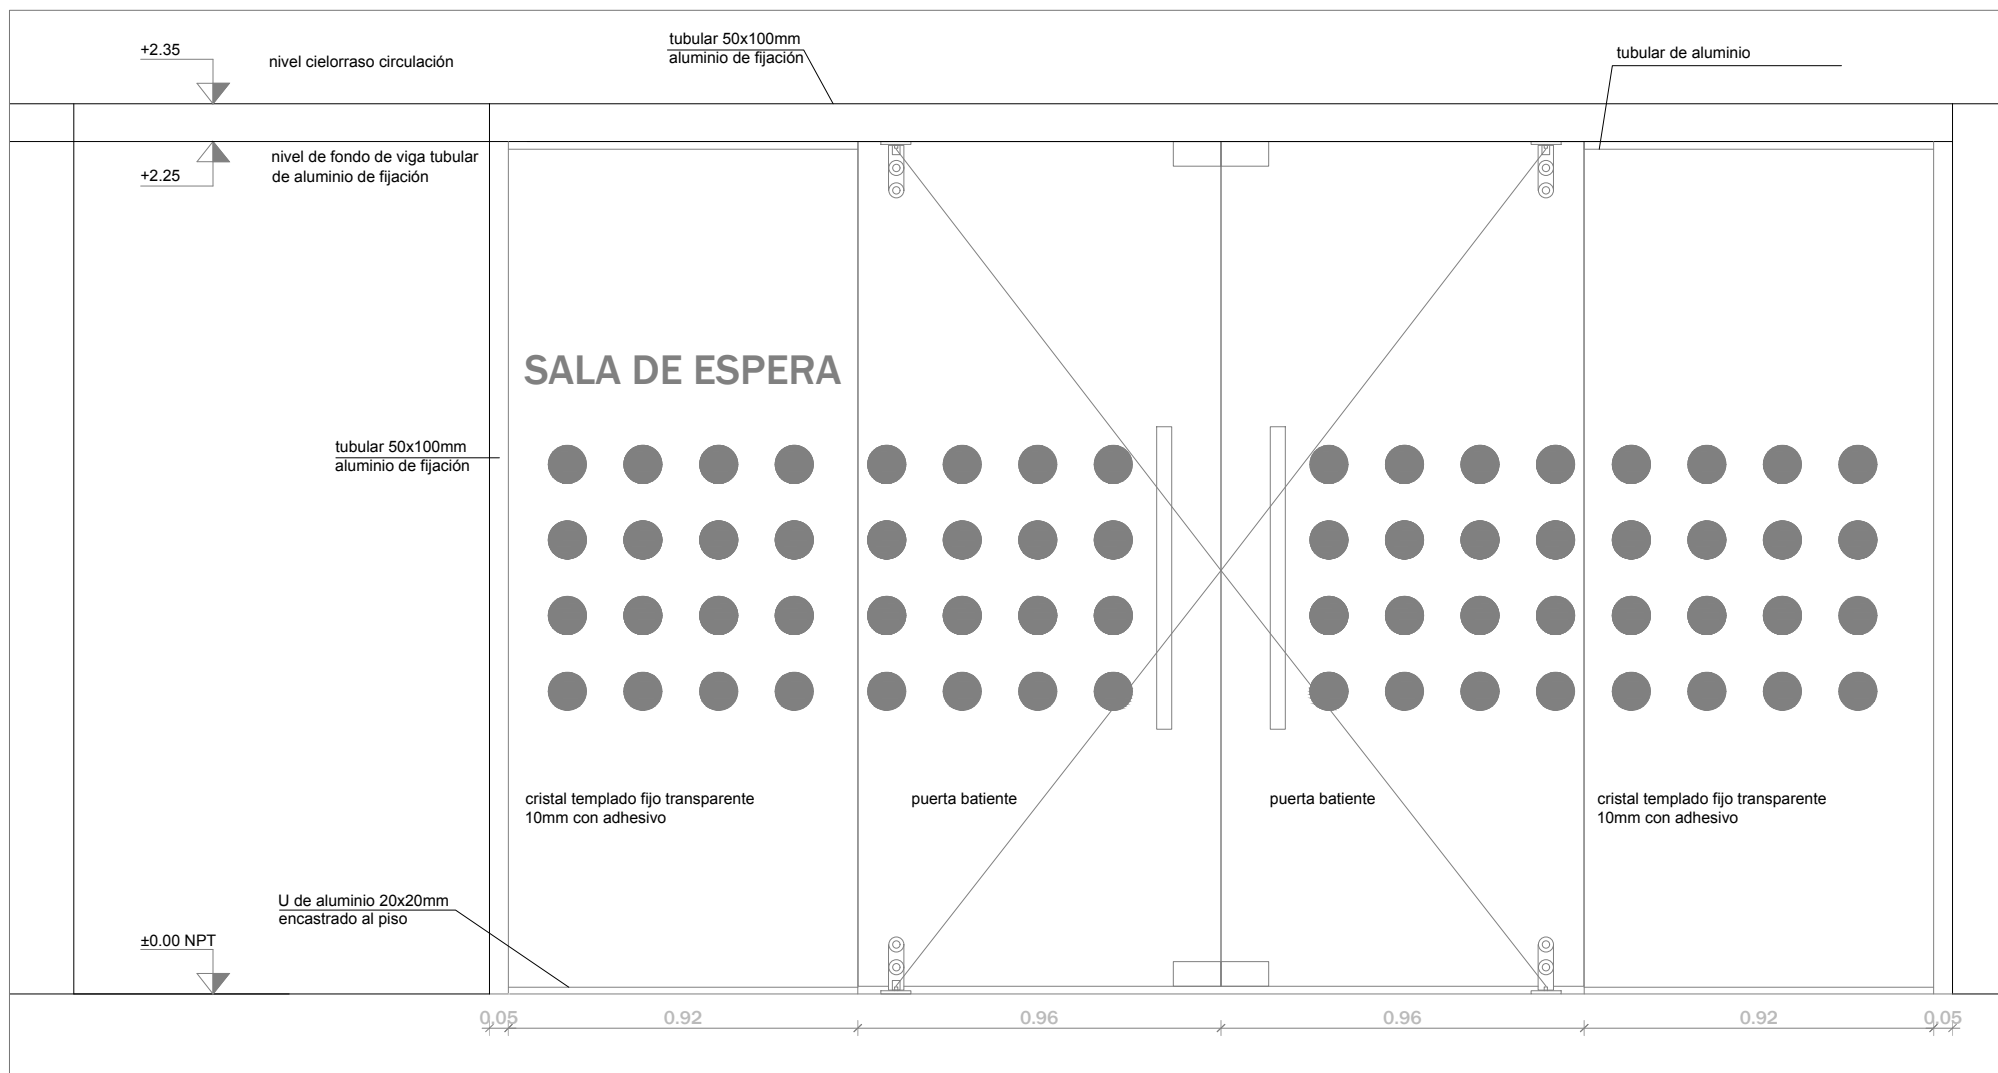 +2.35
nivel cielorraso circulación
tubular 50x100mm
aluminio de fijación
tubular de aluminio
nivel de fondo de viga tubular
de aluminio de fijación
+2.25
SALA DE ESPERA
tubular 50x100mm
aluminio de fijación
cristal templado fijo transparente
10mm con adhesivo
puerta batiente
puerta batiente
cristal templado fijo transparente
10mm con adhesivo
U de aluminio 20x20mm
encastrado al piso
±0.00 NPT
0.05
0.92
0.96
0.96
0.92
0.05